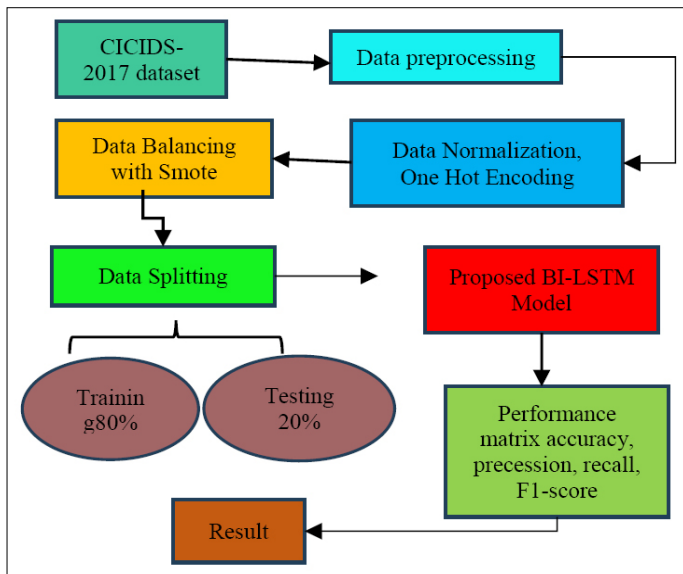 CICIDS-
2017 dataset
Data preprocessing
Data Normalization,
One Hot Encoding
Data Balancing
with Smote
Data Splitting
Proposed BI-LSTM
Model
Trainin
g80%
Testing
20%
Performance
matrix accuracy,
precession, recall,
F1-score
Result